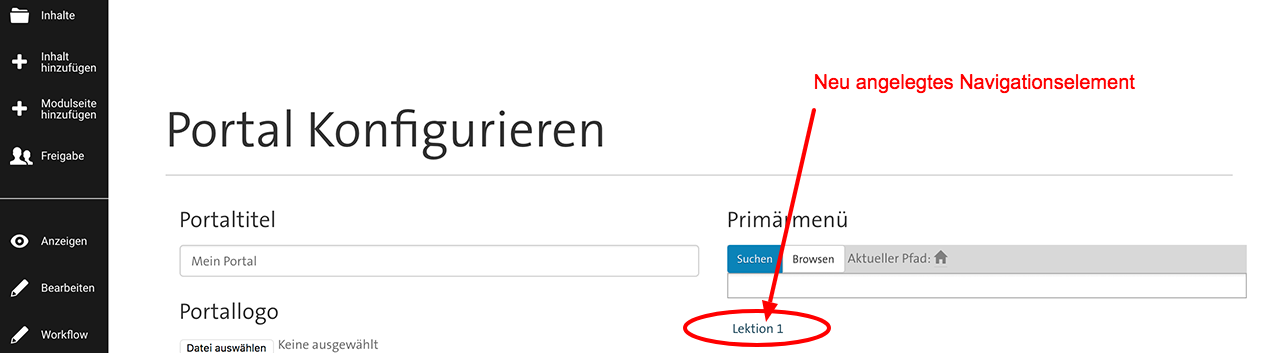 Inhalte
Inhalt
hinzufügen
Modulseite
hinzufügen
Freigabe
Anzeigen
Bearbeiten
Workflow
Neu angelegtes Navigationselement
Portal Konfigurieren
Portaltitel
Mein Portal
Portallogo
Datei auswählen Keine ausgewählt
Primärmenü
Suchen Browsen Aktueller Pfad:
Lektion 1